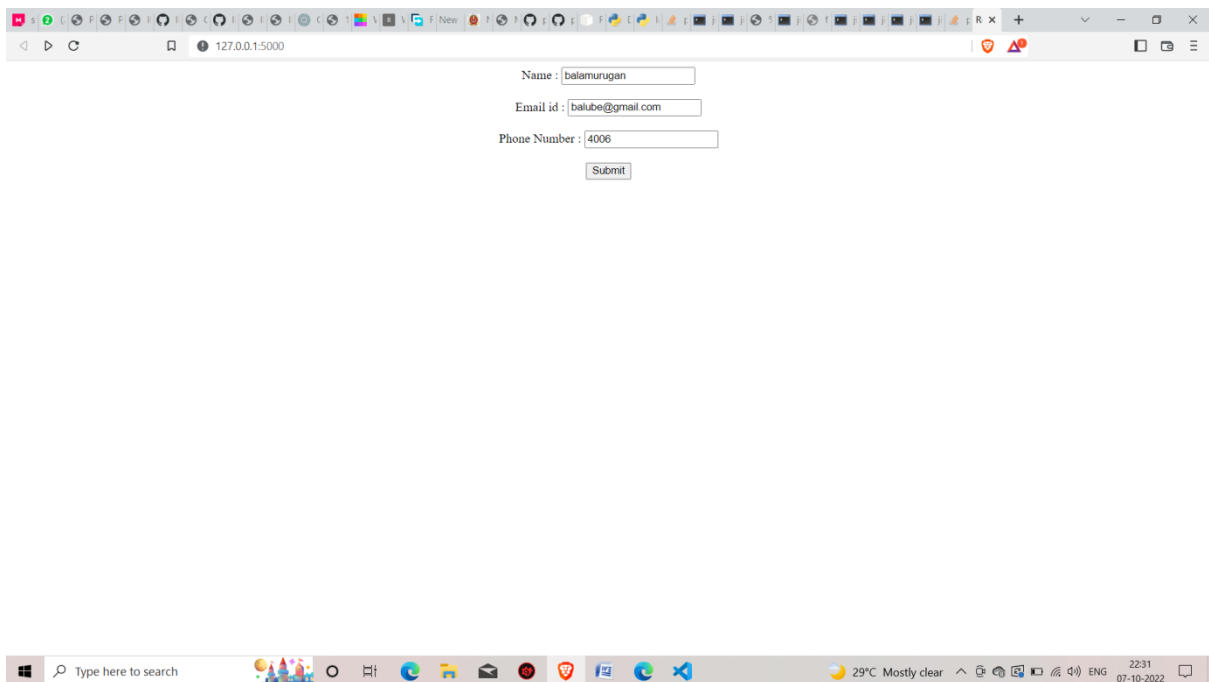 New
127.0.0.1:5000
Name : balamurugan
Email id : balube@gmail.com
Phone Number : 4006
Submit
Type here to search
29°C Mostly clear
ENG
22:31
07-10-2022